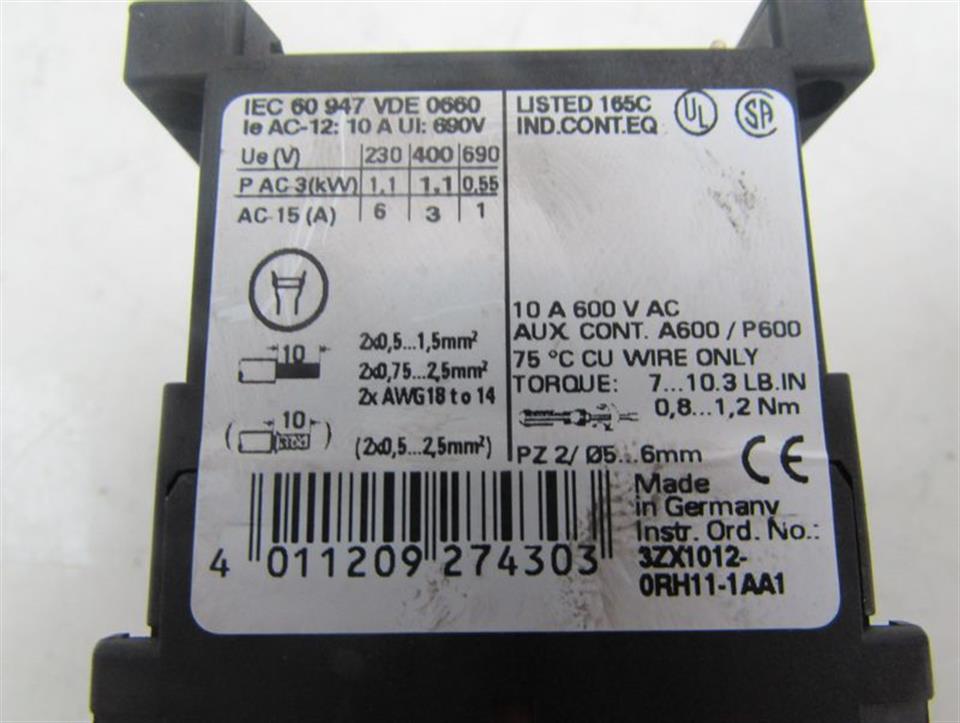 IEC 60 947 VDE 0660
Ie AC-12: 10 A UI: 690V
Ue (V) 230 400 690
P AC 3(kW) 1,1 1,1 0,55
AC-15 (A) 6 3 1
10 2x0,5...1,5mm²
2x0,75...2,5mm²
2x AWG18 to 14
( 10 ) (2x0,5...2,5mm²)
LISTED 165C UL SA
IND.CONT.EQ
10 A 600 V AC
AUX. CONT. A600 / P600
75 °C CU WIRE ONLY
TORQUE: 7...10.3 LB.IN
0,8...1,2 Nm
PZ 2/ Ø5...6mm CE
Made
in Germany
Instr. Ord. No.:
3ZX1012-
0RH11-1AA1
4 011209 274303